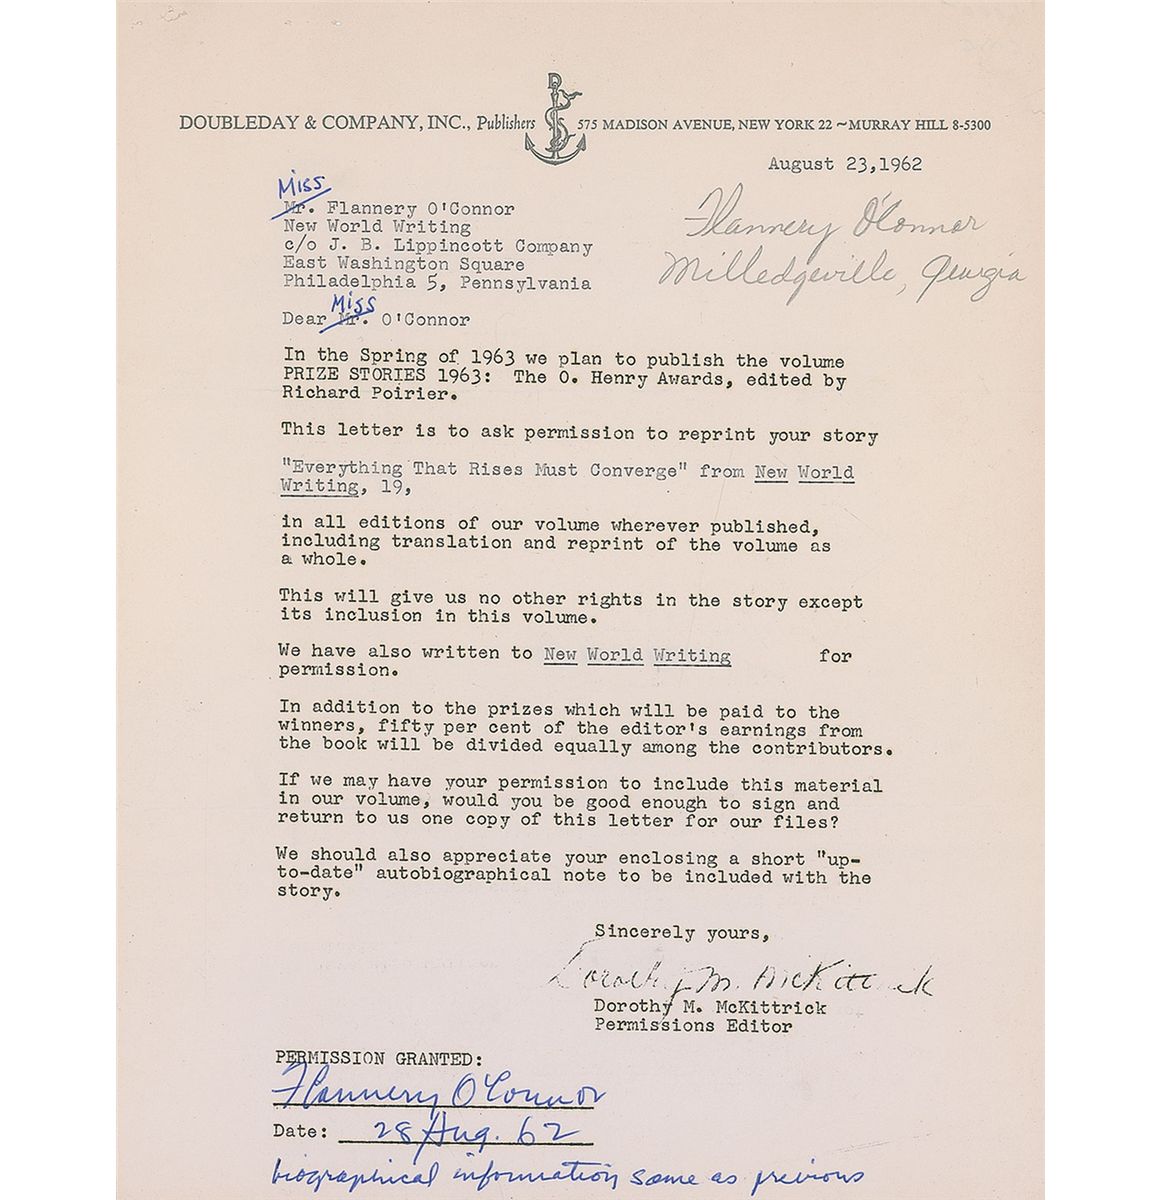 DOUBLEDAY & COMPANY, INC., Publishers 575 MADISON AVENUE, NEW YORK 22 ~ MURRAY HILL 8-5300
D
August 23,1962
Miss
Mr. Flannery O'Connor
New World Writing
c/o J. B. Lippincott Company
East Washington Square
Philadelphia 5, Pennsylvania
Flannery O'Connor
Milledgeville, Georgia
Miss
Dear Mr. O'Connor
In the Spring of 1963 we plan to publish the volume
PRIZE STORIES 1963: The O. Henry Awards, edited by
Richard Poirier.
This letter is to ask permission to reprint your story
"Everything That Rises Must Converge" from New World
Writing, 19,
in all editions of our volume wherever published,
including translation and reprint of the volume as
a whole.
This will give us no other rights in the story except
its inclusion in this volume.
We have also written to New World Writing for
permission.
In addition to the prizes which will be paid to the
winners, fifty per cent of the editor's earnings from
the book will be divided equally among the contributors.
If we may have your permission to include this material
in our volume, would you be good enough to sign and
return to us one copy of this letter for our files?
We should also appreciate your enclosing a short "up-
to-date" autobiographical note to be included with the
story.
Sincerely yours,
Dorothy M. McKittrick
Dorothy M. McKittrick
Permissions Editor
PERMISSION GRANTED:
Flannery O'Connor
Date: 28 Aug. 62
biographical information same as previous